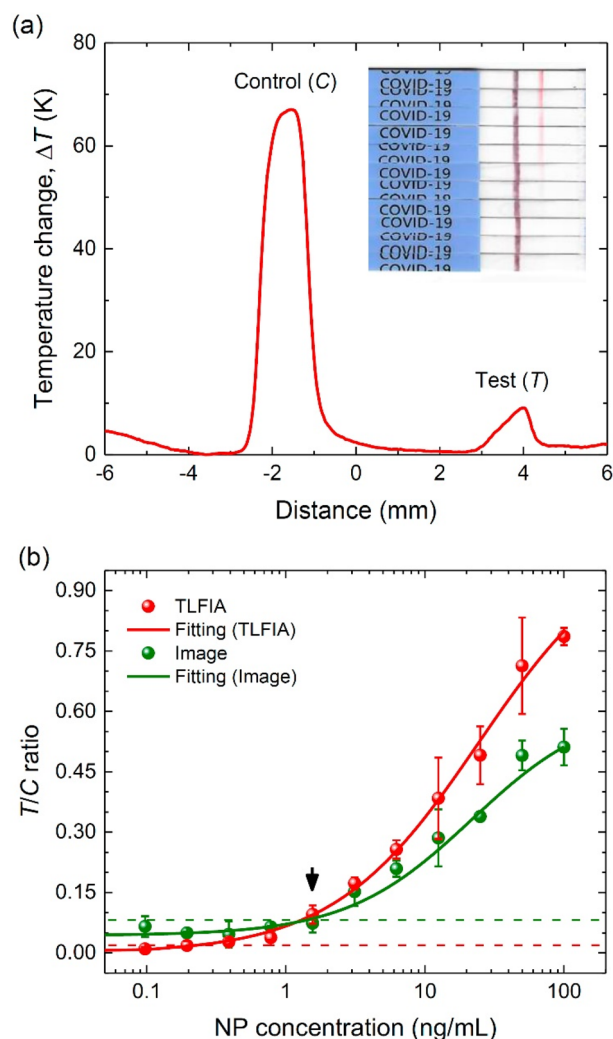 (a)
80
60
40
20
0
Temperature change, ΔT (K)
Control (C)
Test (T)
COVID-19
COVID-19
COVID-19
COVID-19
COVID-19
COVID-19
COVID-19
COVID-19
COVID-19
COVID-19
COVID-19
-6 -4 -2 0 2 4 6
Distance (mm)
(b)
0.90
0.75
0.60
0.45
0.30
0.15
0.00
T/C ratio
TLFIA
Fitting (TLFIA)
Image
Fitting (Image)
0.1 1 10 100
NP concentration (ng/mL)